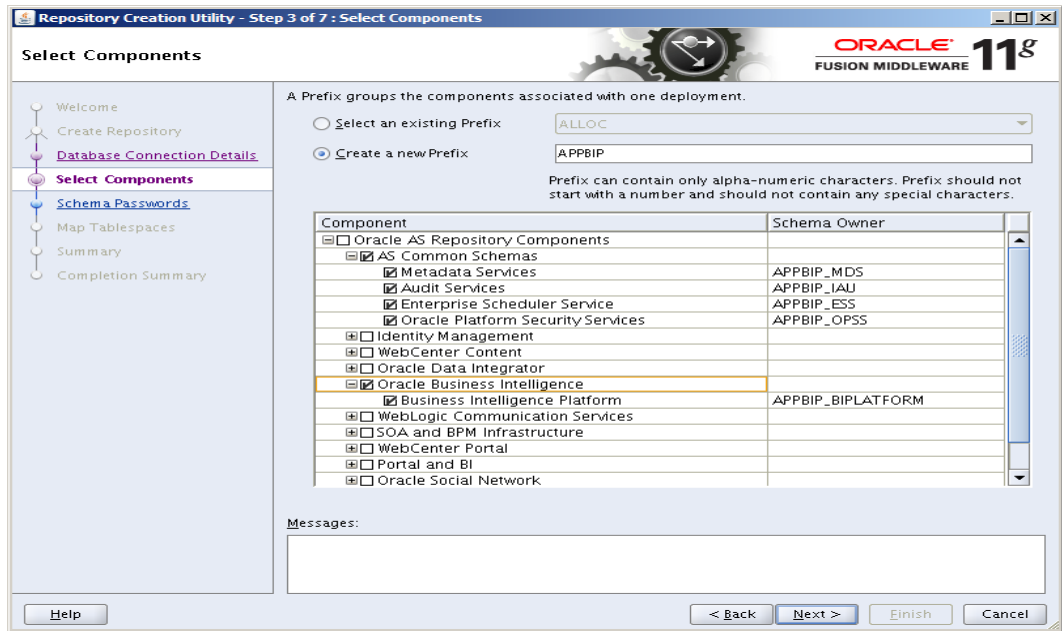 Repository Creation Utility - Step 3 of 7 : Select Components
Select Components
ORACLE
FUSION MIDDLEWARE 11g
Welcome
Create Repository
Database Connection Details
Select Components
Schema Passwords
Map Tablespaces
Summary
Completion Summary
A Prefix groups the components associated with one deployment.
Select an existing Prefix ALLOC
Create a new Prefix APPBIP
Prefix can contain only alpha-numeric characters. Prefix should not
start with a number and should not contain any special characters.
Component Schema Owner
Oracle AS Repository Components
AS Common Schemas
Metadata Services APPBIP_MDS
Audit Services APPBIP_IAU
Enterprise Scheduler Service APPBIP_ESS
Oracle Platform Security Services APPBIP_OPSS
Identity Management
WebCenter Content
Oracle Data Integrator
Oracle Business Intelligence
Business Intelligence Platform APPBIP_BIPLATFORM
WebLogic Communication Services
SOA and BPM Infrastructure
WebCenter Portal
Portal and BI
Oracle Social Network
Messages:
Help < Back Next > Finish Cancel